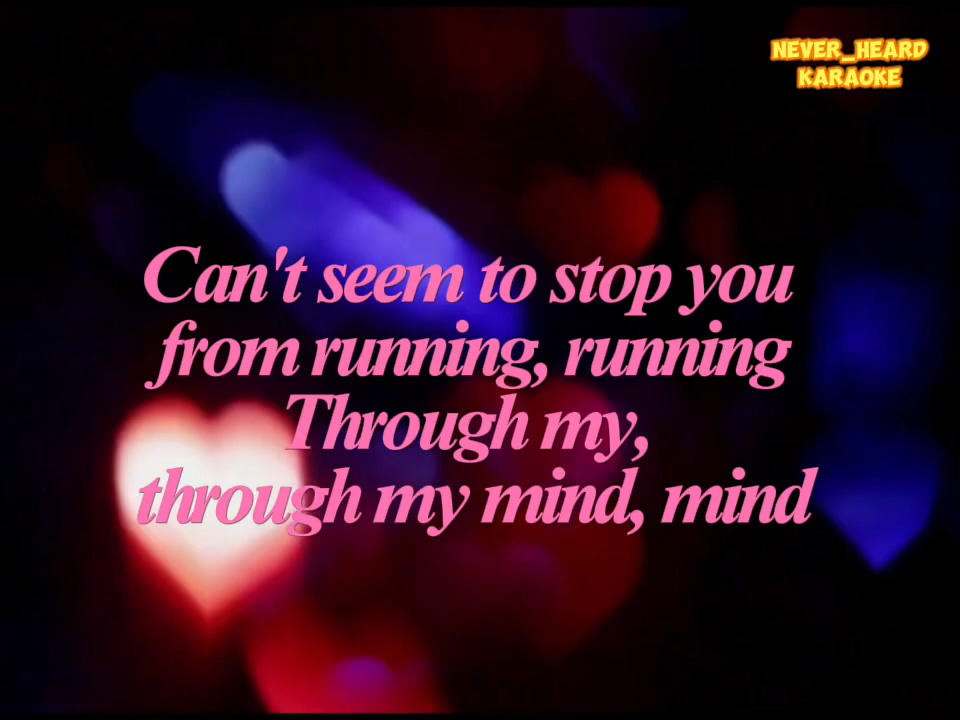 NEVER_HEARD
KARAOKE
Can't seem to stop you
from running, running
Through my,
through my mind, mind